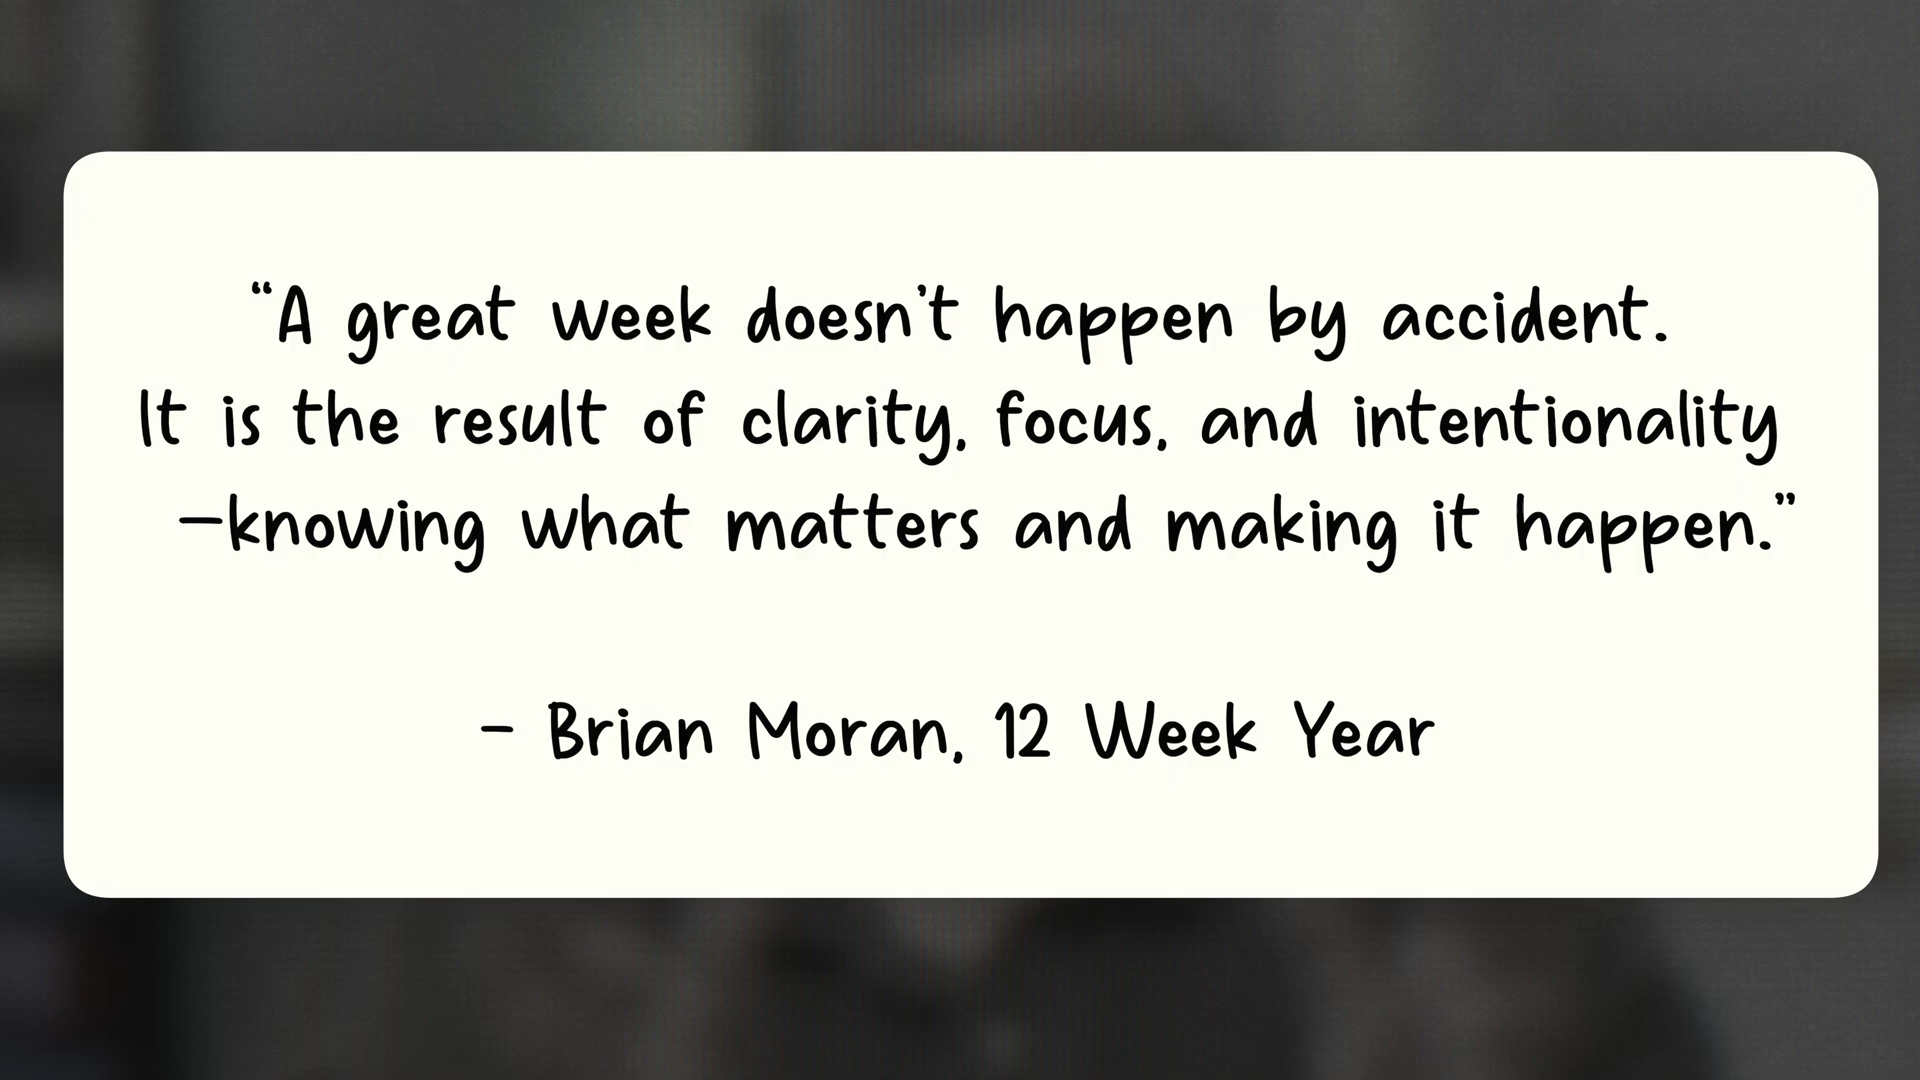 “A great week doesn’t happen by accident.
It is the result of clarity, focus, and intentionality
—knowing what matters and making it happen.”
- Brian Moran, 12 Week Year